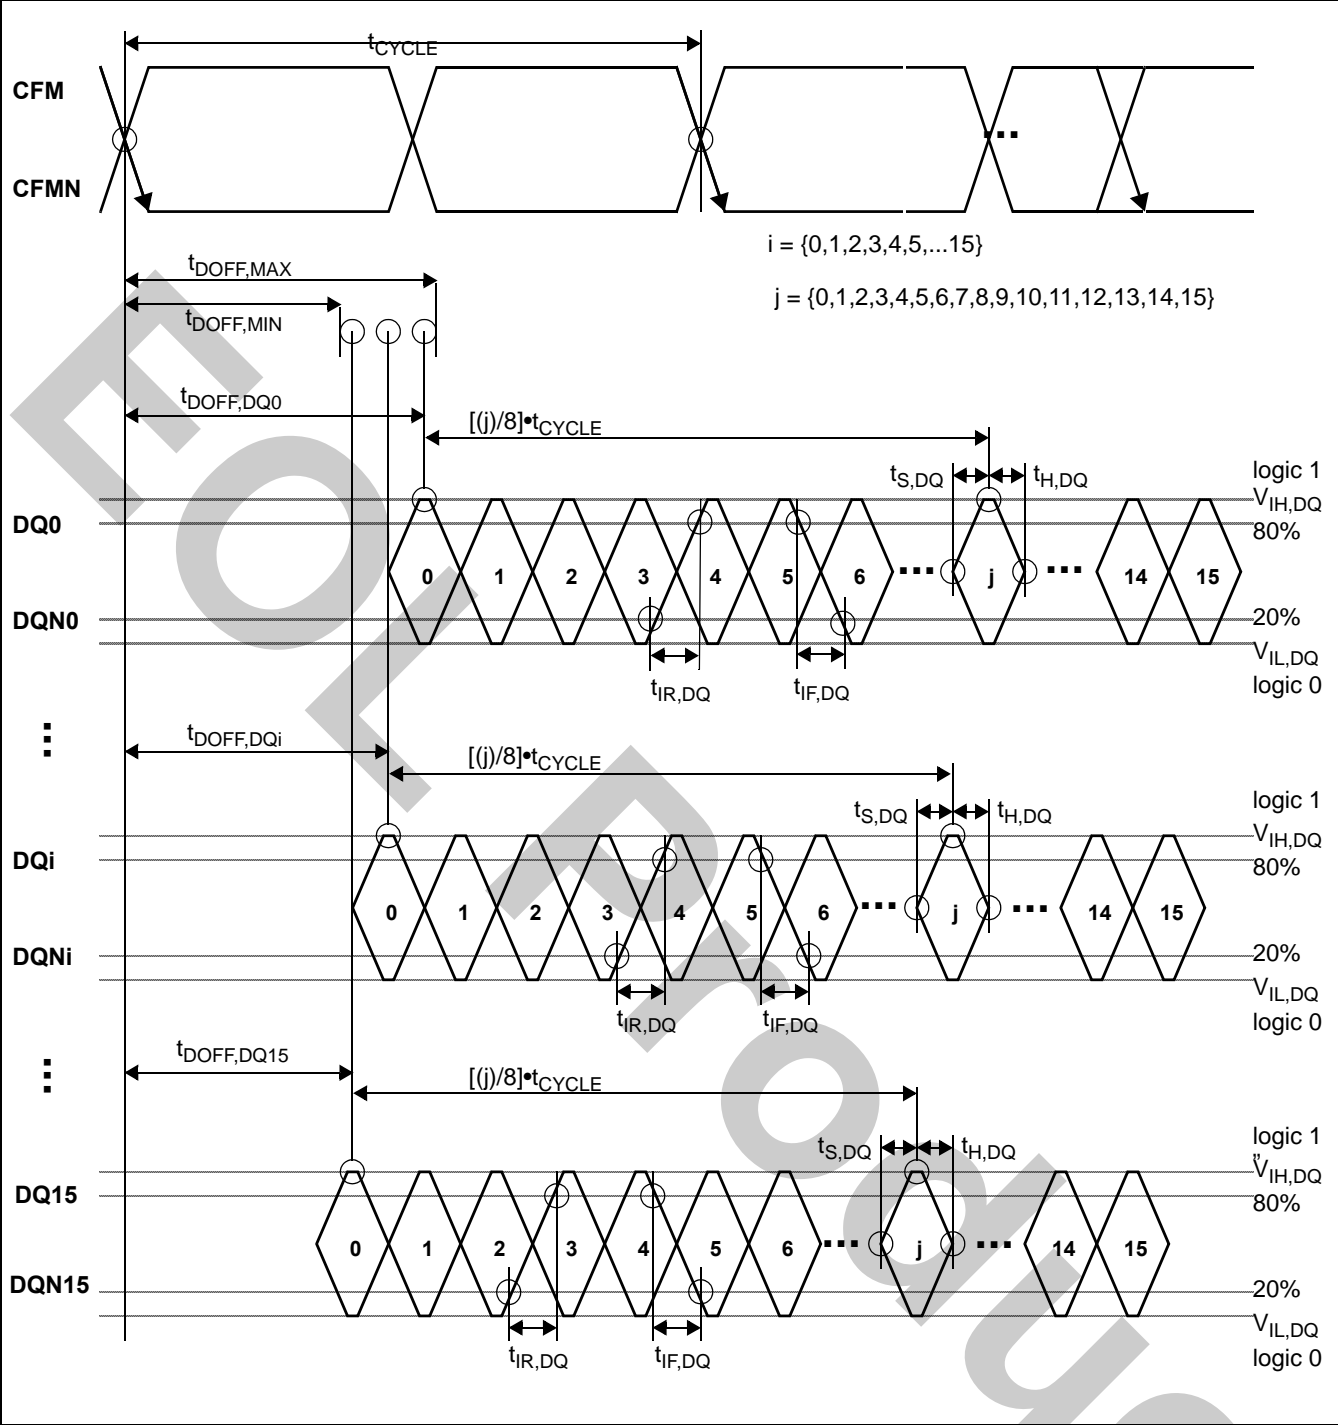 tCYCLE
CFM
CFMN
i = {0,1,2,3,4,5,...15}
tDOFF,MAX
j = {0,1,2,3,4,5,6,7,8,9,10,11,12,13,14,15}
tDOFF,MIN
tDOFF,DQ0
[(j)/8]•tCYCLE
tS,DQ tH,DQ logic 1
VIH,DQ
DQ0 80%
0 1 2 3 4 5 6 ... j ... 14 15
DQN0 20%
VIL,DQ
tIR,DQ tIF,DQ logic 0
tDOFF,DQi
[(j)/8]•tCYCLE
tS,DQ tH,DQ logic 1
VIH,DQ
DQi 80%
0 1 2 3 4 5 6 ... j ... 14 15
DQNi 20%
VIL,DQ
tIR,DQ tIF,DQ logic 0
tDOFF,DQ15
[(j)/8]•tCYCLE
tS,DQ tH,DQ logic 1
”
VIH,DQ
DQ15 80%
0 1 2 3 4 5 6 ... j ... 14 15
DQN15 20%
VIL,DQ
tIR,DQ tIF,DQ logic 0
EOL Produc